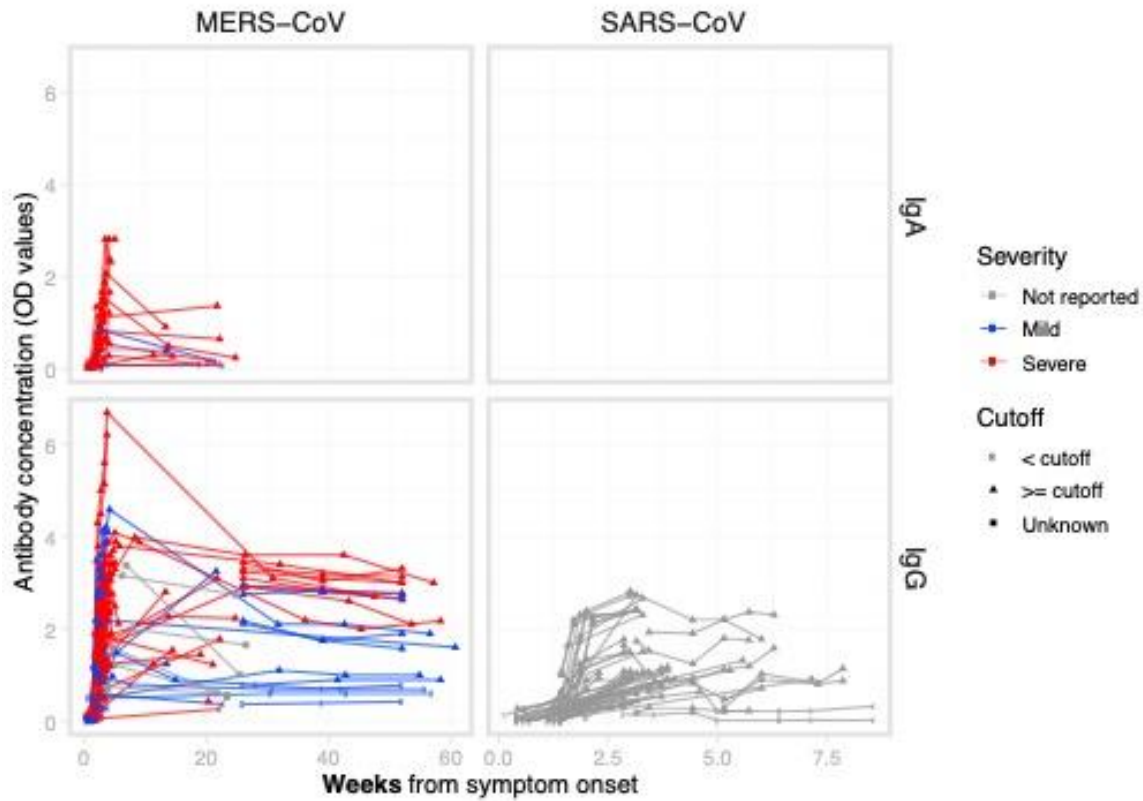 MERS–CoV
SARS–CoV
6
4
2
0
IgA
Antibody concentration (OD values)
6
4
2
0
IgG
0
20
40
60
0.0
2.5
5.0
7.5
Weeks from symptom onset
Severity
Not reported
Mild
Severe
Cutoff
< cutoff
>= cutoff
Unknown